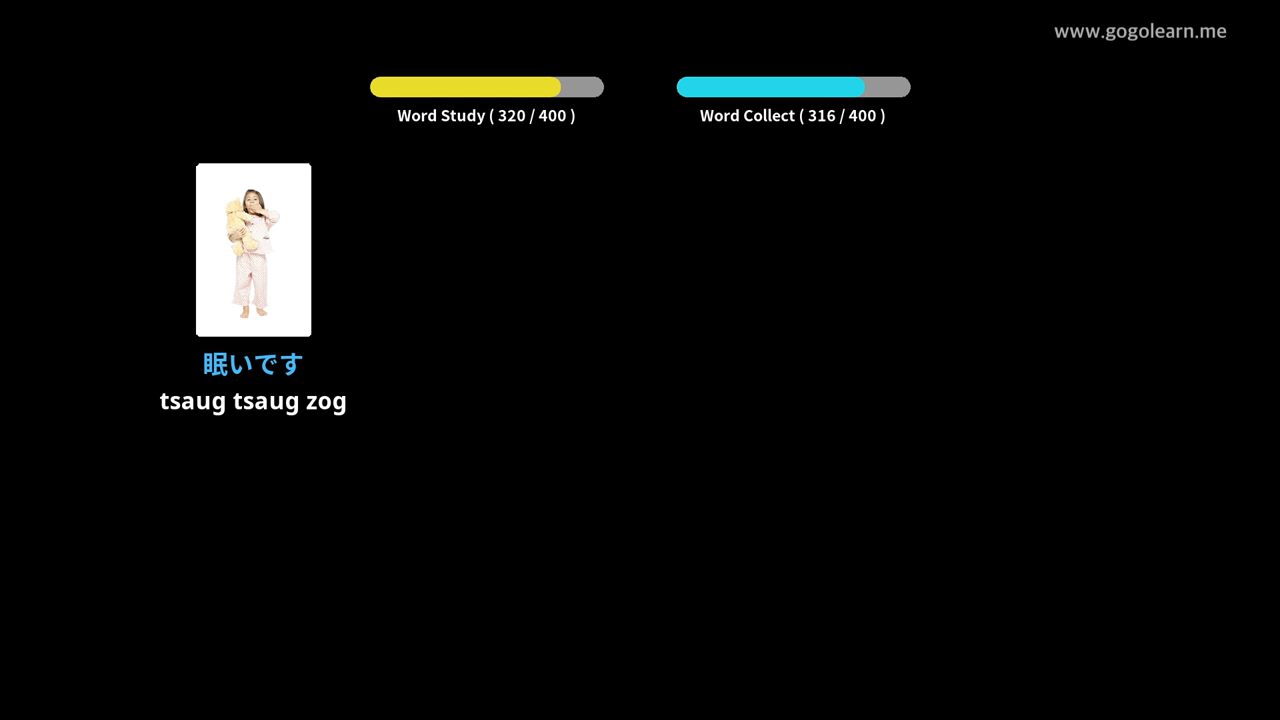 www.gogolearn.me
Word Study ( 320 / 400 )
Word Collect ( 316 / 400 )
眠いです
tsaug tsaug zog